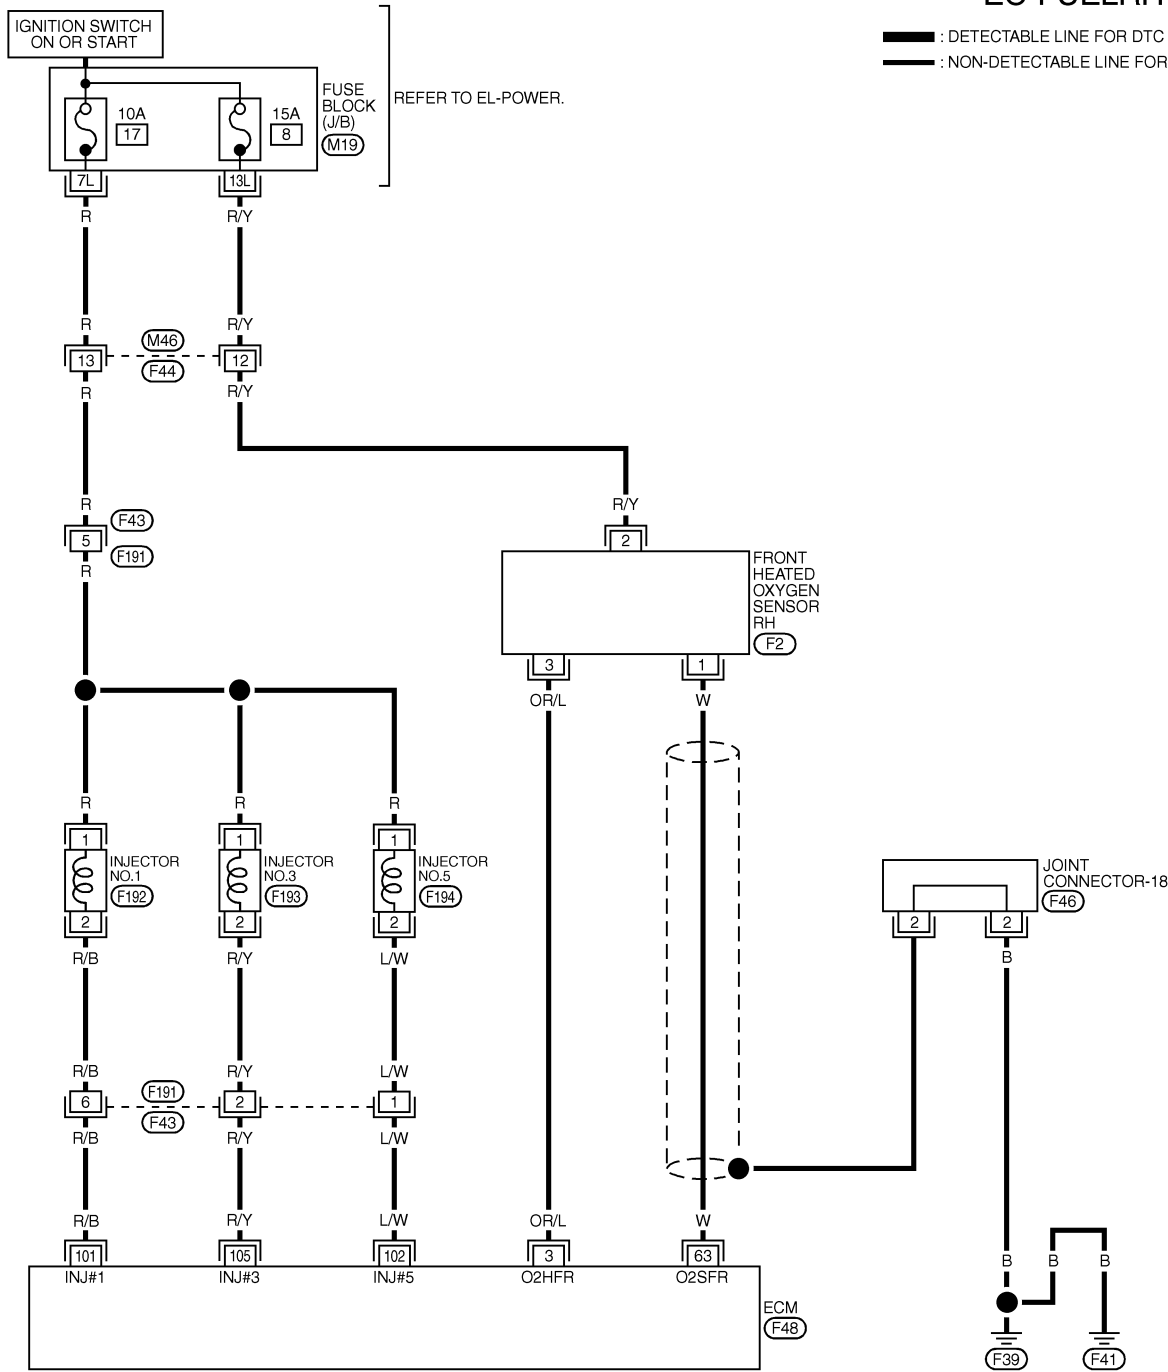 IGNITION SWITCH
ON OR START
: DETECTABLE LINE FOR DTC
: NON-DETECTABLE LINE FOR
10A
17
15A
8
FUSE
BLOCK
(J/B)
M19
REFER TO EL-POWER.
7L
13L
R
R/Y
R
R/Y
13
M46
F44
12
R
R/Y
R
R/Y
5
F43
F191
2
R
FRONT
HEATED
OXYGEN
SENSOR
RH
F2
3
1
OR/L
W
R
R
R
1
1
1
INJECTOR
NO.1
F192
INJECTOR
NO.3
F193
INJECTOR
NO.5
F194
JOINT
CONNECTOR-18
F46
2
2
2
2
2
R/B
R/Y
L/W
B
R/B
R/Y
L/W
6
F191
F43
2
1
R/B
R/Y
L/W
R/B
R/Y
L/W
OR/L
W
101
105
102
3
63
INJ#1
INJ#3
INJ#5
O2HFR
O2SFR
B
B
B
ECM
F48
F39
F41